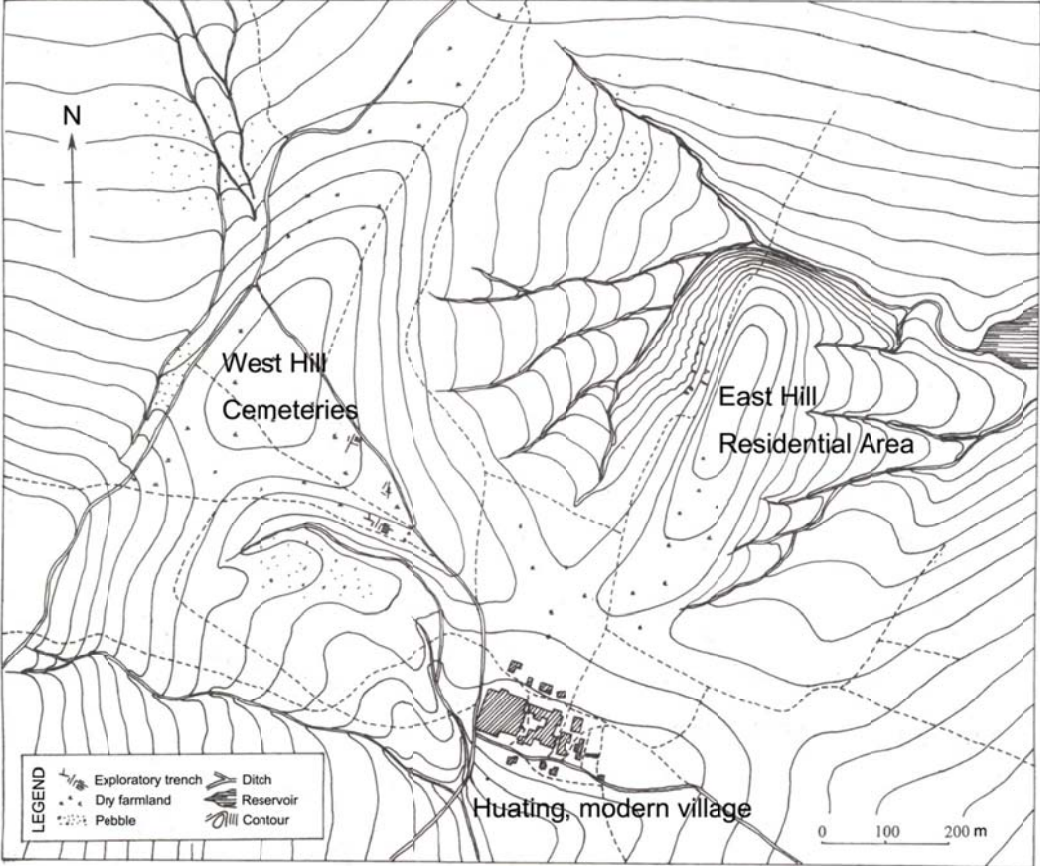 N
West Hill
Cemeteries
East Hill
Residential Area
Huating, modern village
LEGEND
Exploratory trench
Ditch
Dry farmland
Reservoir
Pebble
Contour
0 100 200 m